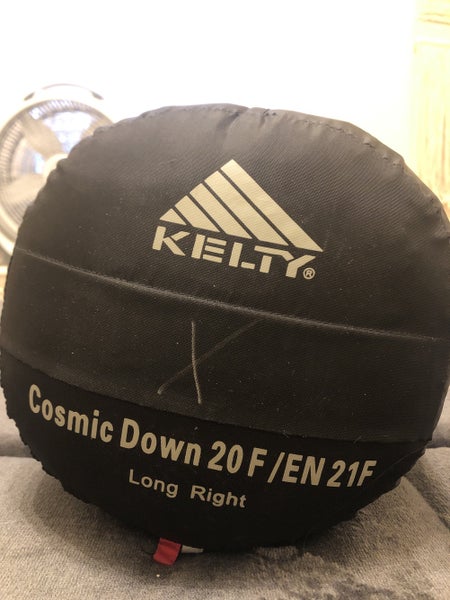 KELTY®
X
Cosmic Down 20 F/EN 21F
Long Right